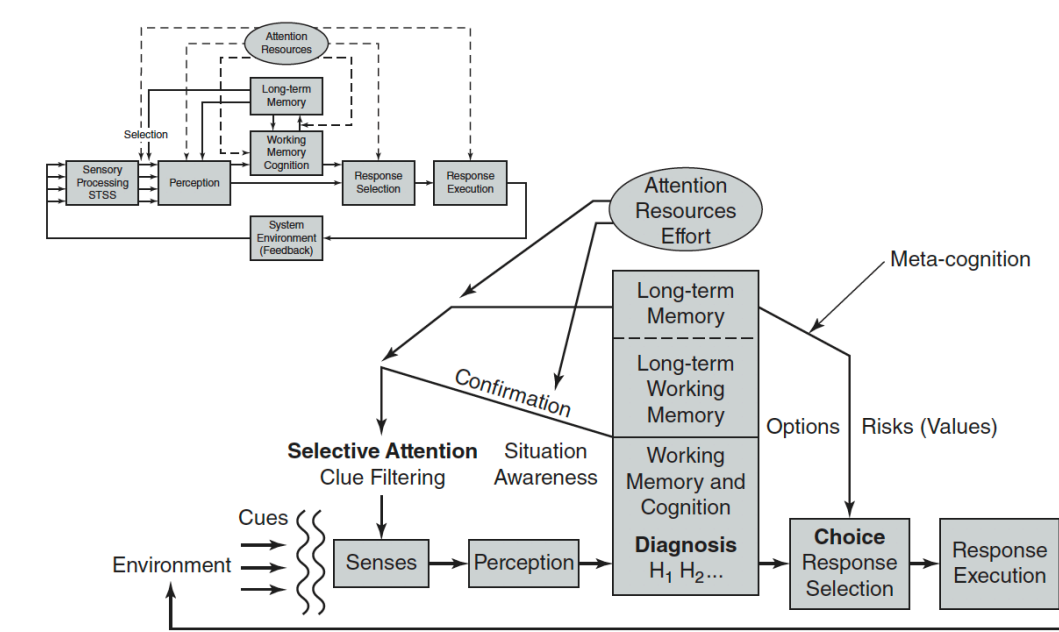 Attention
Resources
Long-term
Memory
Selection
Working
Memory
Cognition
Sensory
Processing
STSS
Perception
Response
Selection
Response
Execution
System
Environment
(Feedback)
Attention
Resources
Effort
Meta-cognition
Long-term
Memory
Long-term
Working
Memory
Confirmation
Options
Risks (Values)
Selective Attention
Clue Filtering
Situation
Awareness
Working
Memory and
Cognition
Cues
Environment
Senses
Perception
Diagnosis
H1 H2...
Choice
Response
Selection
Response
Execution